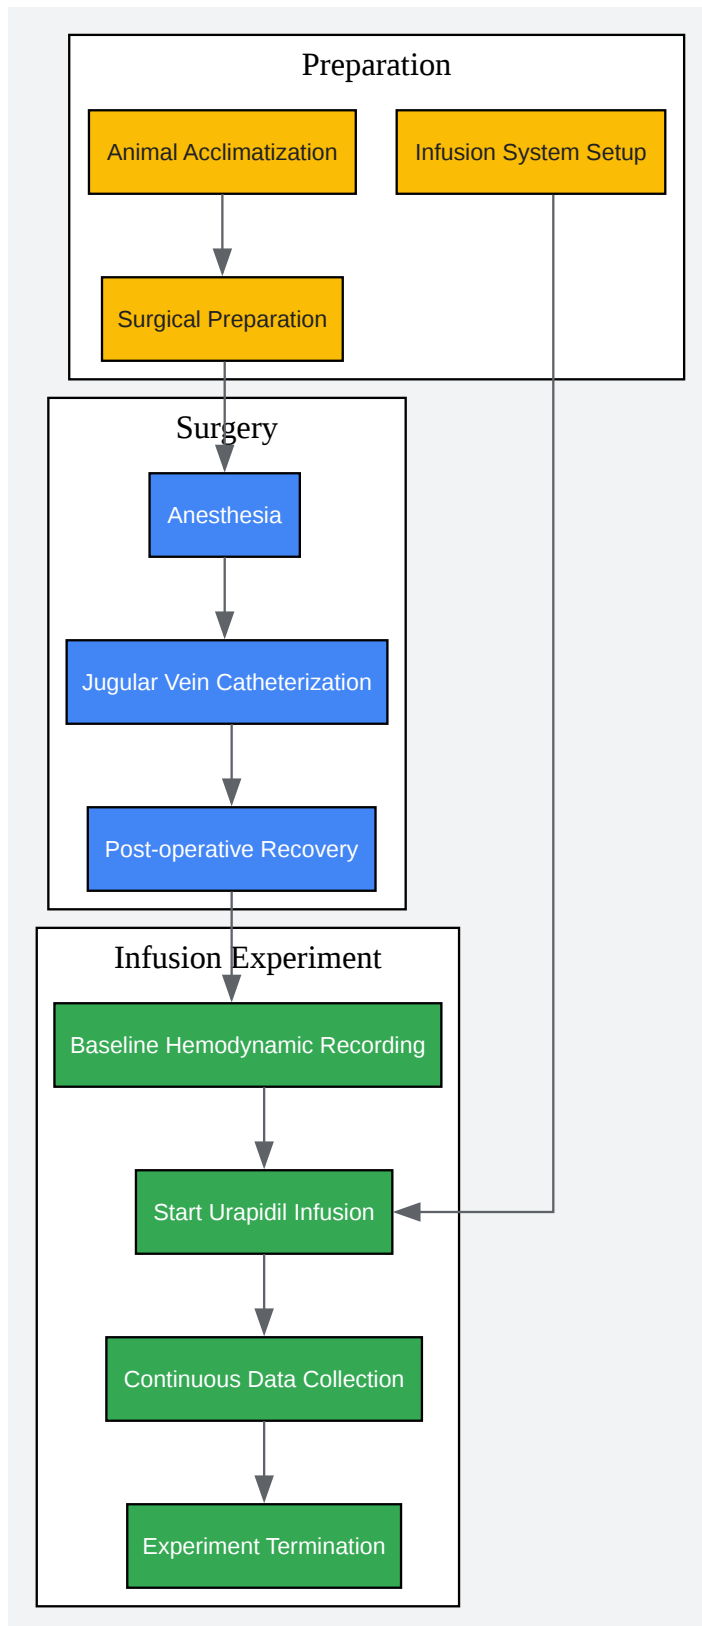 Preparation
Animal Acclimatization
Infusion System Setup
Surgical Preparation
Surgery
Anesthesia
Jugular Vein Catheterization
Post-operative Recovery
Infusion Experiment
Baseline Hemodynamic Recording
Start Urapidil Infusion
Continuous Data Collection
Experiment Termination